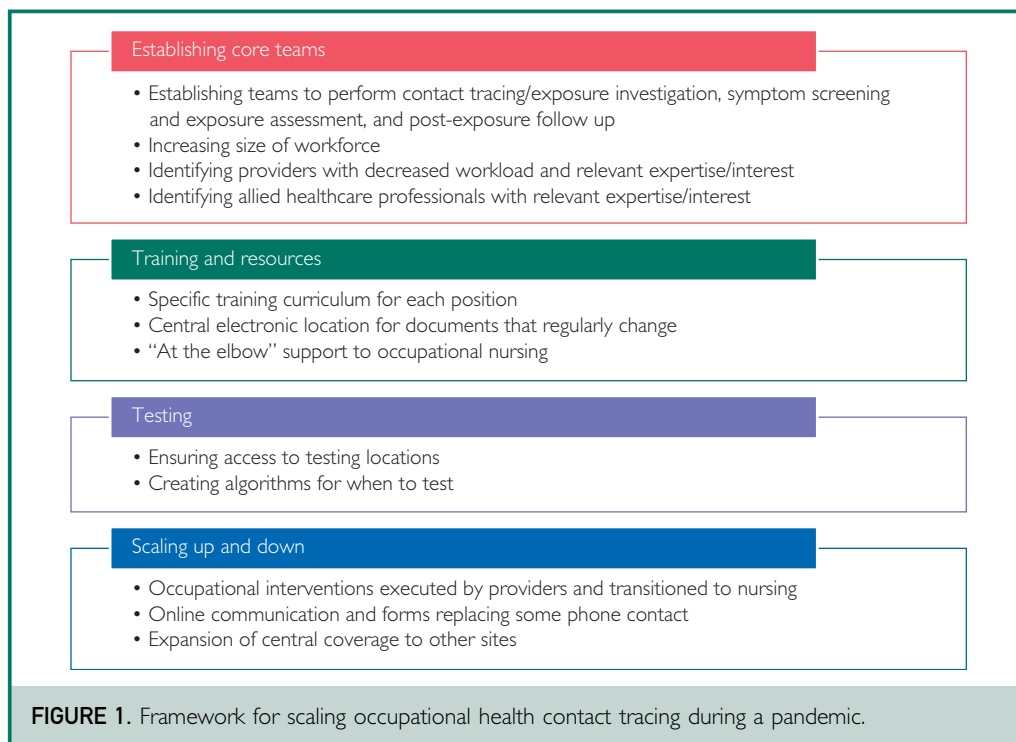 Establishing core teams
• Establishing teams to perform contact tracing/exposure investigation, symptom screening
and exposure assessment, and post-exposure follow up
• Increasing size of workforce
• Identifying providers with decreased workload and relevant expertise/interest
• Identifying allied healthcare professionals with relevant expertise/interest
Training and resources
• Specific training curriculum for each position
• Central electronic location for documents that regularly change
• “At the elbow” support to occupational nursing
Testing
• Ensuring access to testing locations
• Creating algorithms for when to test
Scaling up and down
• Occupational interventions executed by providers and transitioned to nursing
• Online communication and forms replacing some phone contact
• Expansion of central coverage to other sites
FIGURE 1. Framework for scaling occupational health contact tracing during a pandemic.